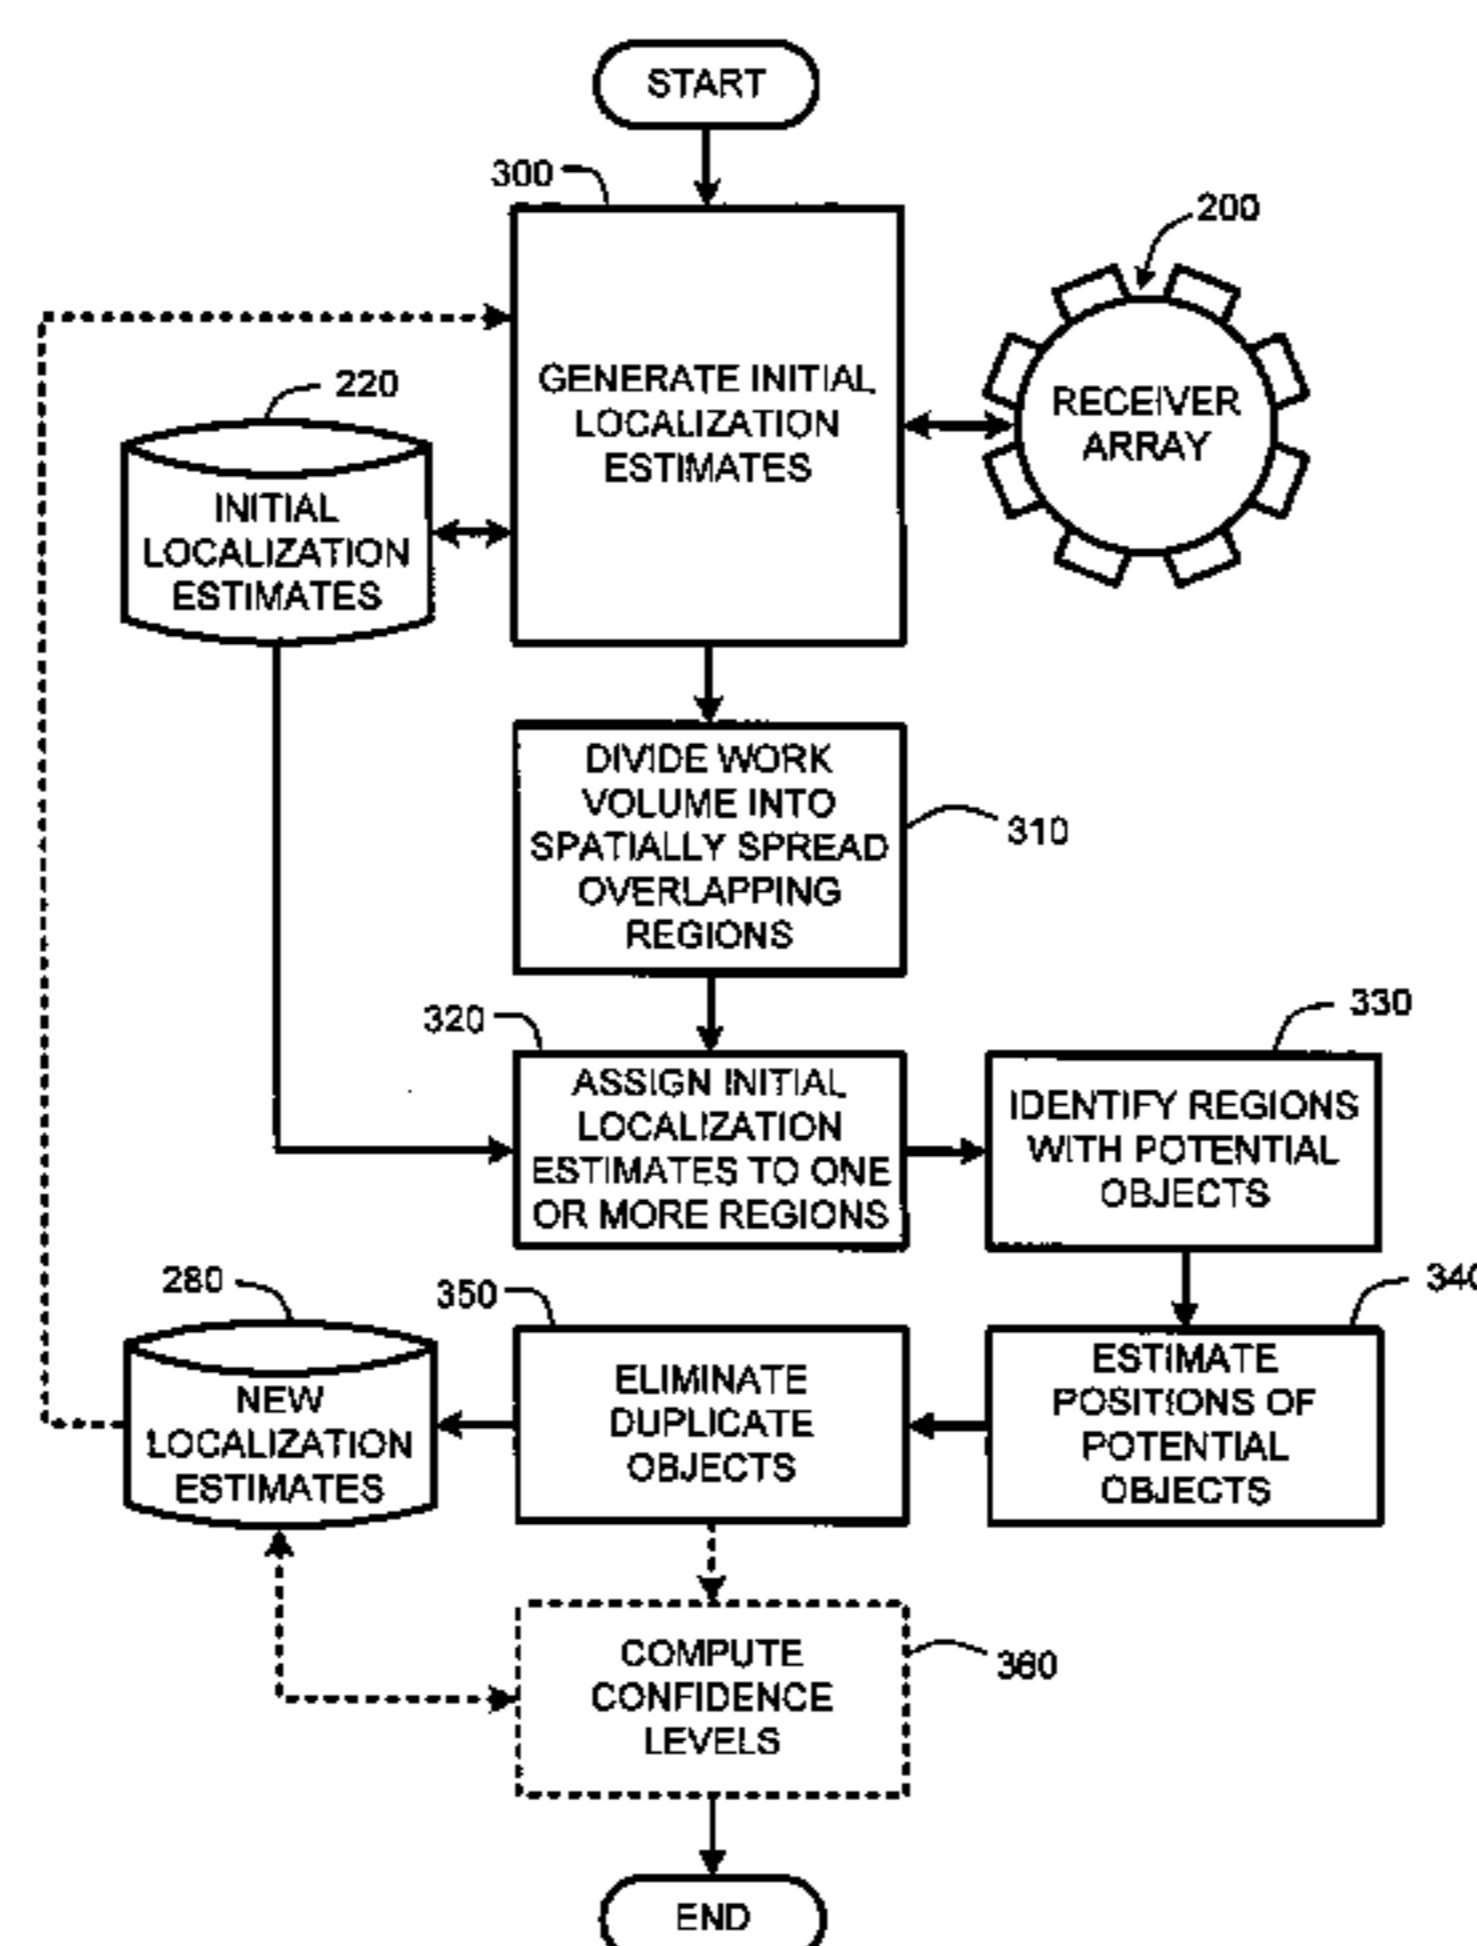 START
300
200
GENERATE INITIAL
LOCALIZATION
ESTIMATES
RECEIVER
ARRAY
220
INITIAL
LOCALIZATION
ESTIMATES
DIVIDE WORK
VOLUME INTO
SPATIALLY SPREAD
OVERLAPPING
REGIONS
310
320
ASSIGN INITIAL
LOCALIZATION
ESTIMATES TO ONE
OR MORE REGIONS
330
IDENTIFY REGIONS
WITH POTENTIAL
OBJECTS
280
NEW
LOCALIZATION
ESTIMATES
350
ELIMINATE
DUPLICATE
OBJECTS
340
ESTIMATE
POSITIONS OF
POTENTIAL
OBJECTS
COMPUTE
CONFIDENCE
LEVELS
360
END